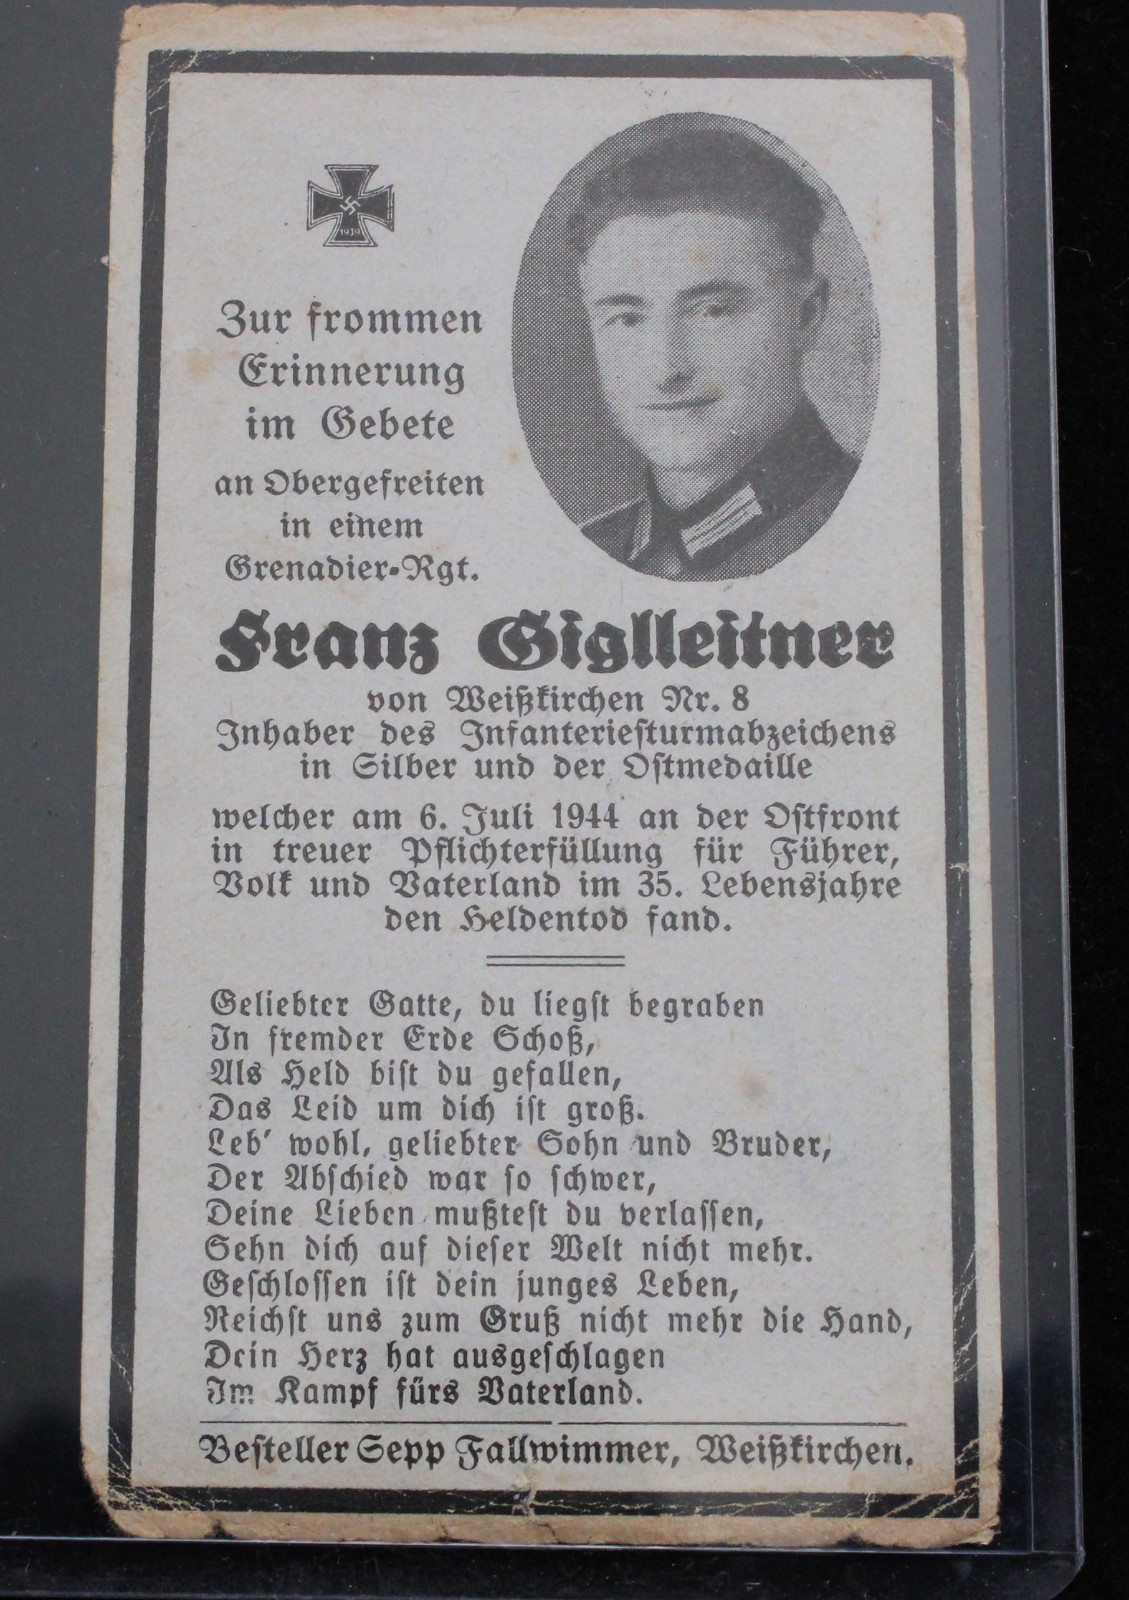 1939
Zur frommen
Erinnerung
im Gebete
an Obergefreiten
in einem
Grenadier-Rgt.
Franz Giglleitner
von Weißkirchen Nr. 8
Inhaber des Infanteriesturmabzeichens
in Silber und der Ostmedaille
welcher am 6. Juli 1944 an der Ostfront
in treuer Pflichterfüllung für Führer,
Volk und Vaterland im 35. Lebensjahre
den Heldentod fand.
Geliebter Gatte, du liegst begraben
In fremder Erde Schoß,
Als Held bist du gefallen,
Das Leid um dich ist groß.
Leb' wohl, geliebter Sohn und Bruder,
Der Abschied war so schwer,
Deine Lieben mußtest du verlassen,
Sehn dich auf dieser Welt nicht mehr.
Geschlossen ist dein junges Leben,
Reichst uns zum Gruß nicht mehr die Hand,
Dein Herz hat ausgeschlagen
Im Kampf fürs Vaterland.
Besteller Sepp Fallwimmer, Weißkirchen.